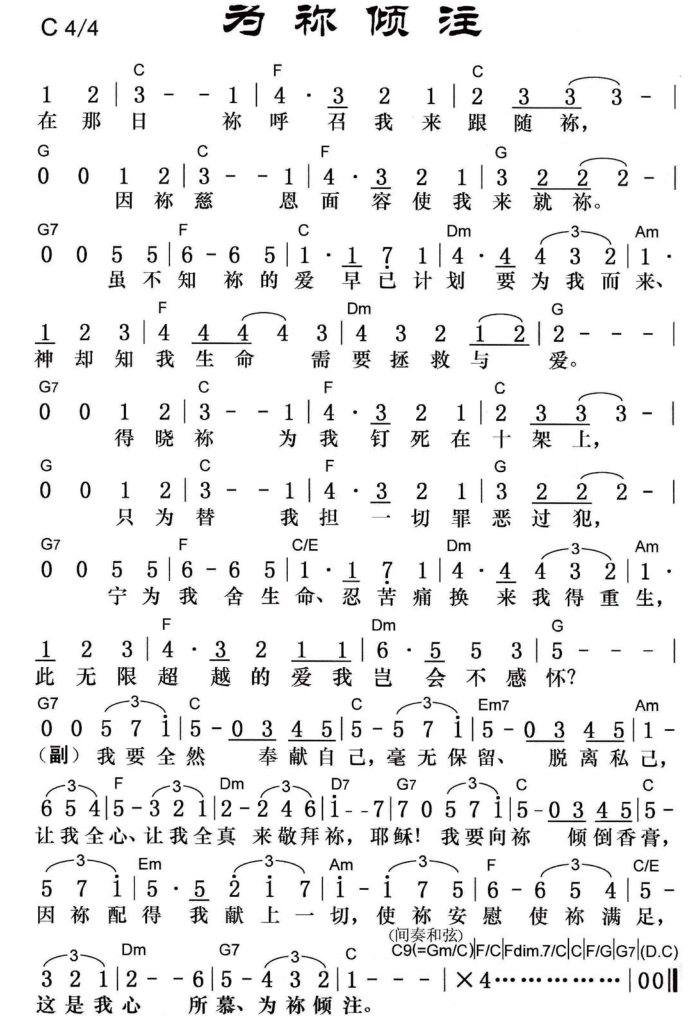 为祢倾注
C 4/4
C F C
1 2 | 3 - - 1 | 4 · 3 2 1 | 2 3 3 3 - |
在那日 祢呼召我来跟随祢,
G C F G
0 0 1 2 | 3 - - 1 | 4 · 3 2 1 | 3 2 2 2 - |
因祢慈 恩面容使我来就祢。
G7 F C Dm 3 Am
0 0 5 5 | 6 - 6 5 | 1 · 1 7̣ 1 | 4 · 4 4 3 2 | 1 ·
虽不知祢的爱早已计划 要为我而来、
F Dm G
1 2 3 | 4 4 4 4 4 3 | 4 3 2 1 2 | 2 - - - |
神却知我生命 需要拯救与 爱。
G7 C F C
0 0 1 2 | 3 - - 1 | 4 · 3 2 1 | 2 3 3 3 - |
得晓祢 为我钉死在十架上,
G C F G
0 0 1 2 | 3 - - 1 | 4 · 3 2 1 | 3 2 2 2 - |
只为替 我担一切罪恶过犯,
G7 F C/E Dm 3 Am
0 0 5 5 | 6 - 6 5 | 1 · 1 7̣ 1 | 4 · 4 4 3 2 | 1 ·
宁为我舍生命、忍苦痛换 来我得重生,
F Dm G
1 2 3 | 4 · 3 2 1 1 | 6 · 5 5 3 | 5 - - - |
此无限超越的爱我岂会不感怀?
G7 3 C C 3 Em7 Am
0 0 5 7 i | 5 - 0 3 4 5 | 5 - 5 7 i | 5 - 0 3 4 5 | 1 -
(副)我要全然 奉献自己,毫无保留、 脱离私己,
3 F 3 Dm 3 D7 G7 3 C C
6 5 4 | 5 - 3 2 1 | 2 - 2 4 6 | i - - 7 | 7 0 5 7 i | 5 - 0 3 4 5 | 5 -
让我全心、让我全真 来敬拜祢,耶稣!我要向祢 倾倒香膏,
3 Em 3 Am 3 F 3 C/E
5 7 i | 5 · 5 2̇ i 7 | i - i 7 5 | 6 - 6 5 4 | 5 -
因祢配得 我献上一切,使祢安慰 使祢满足,
(间奏和弦)
3 Dm G7 3 C C9(=Gm/C)|F/C|Fdim.7/C|C|F/G|G7|(D.C)
3 2 1 | 2 - - 6 | 5 - 4 3 2 | 1 - - - | ×4·············· | 00‖
这是我心 所慕、为祢倾注。